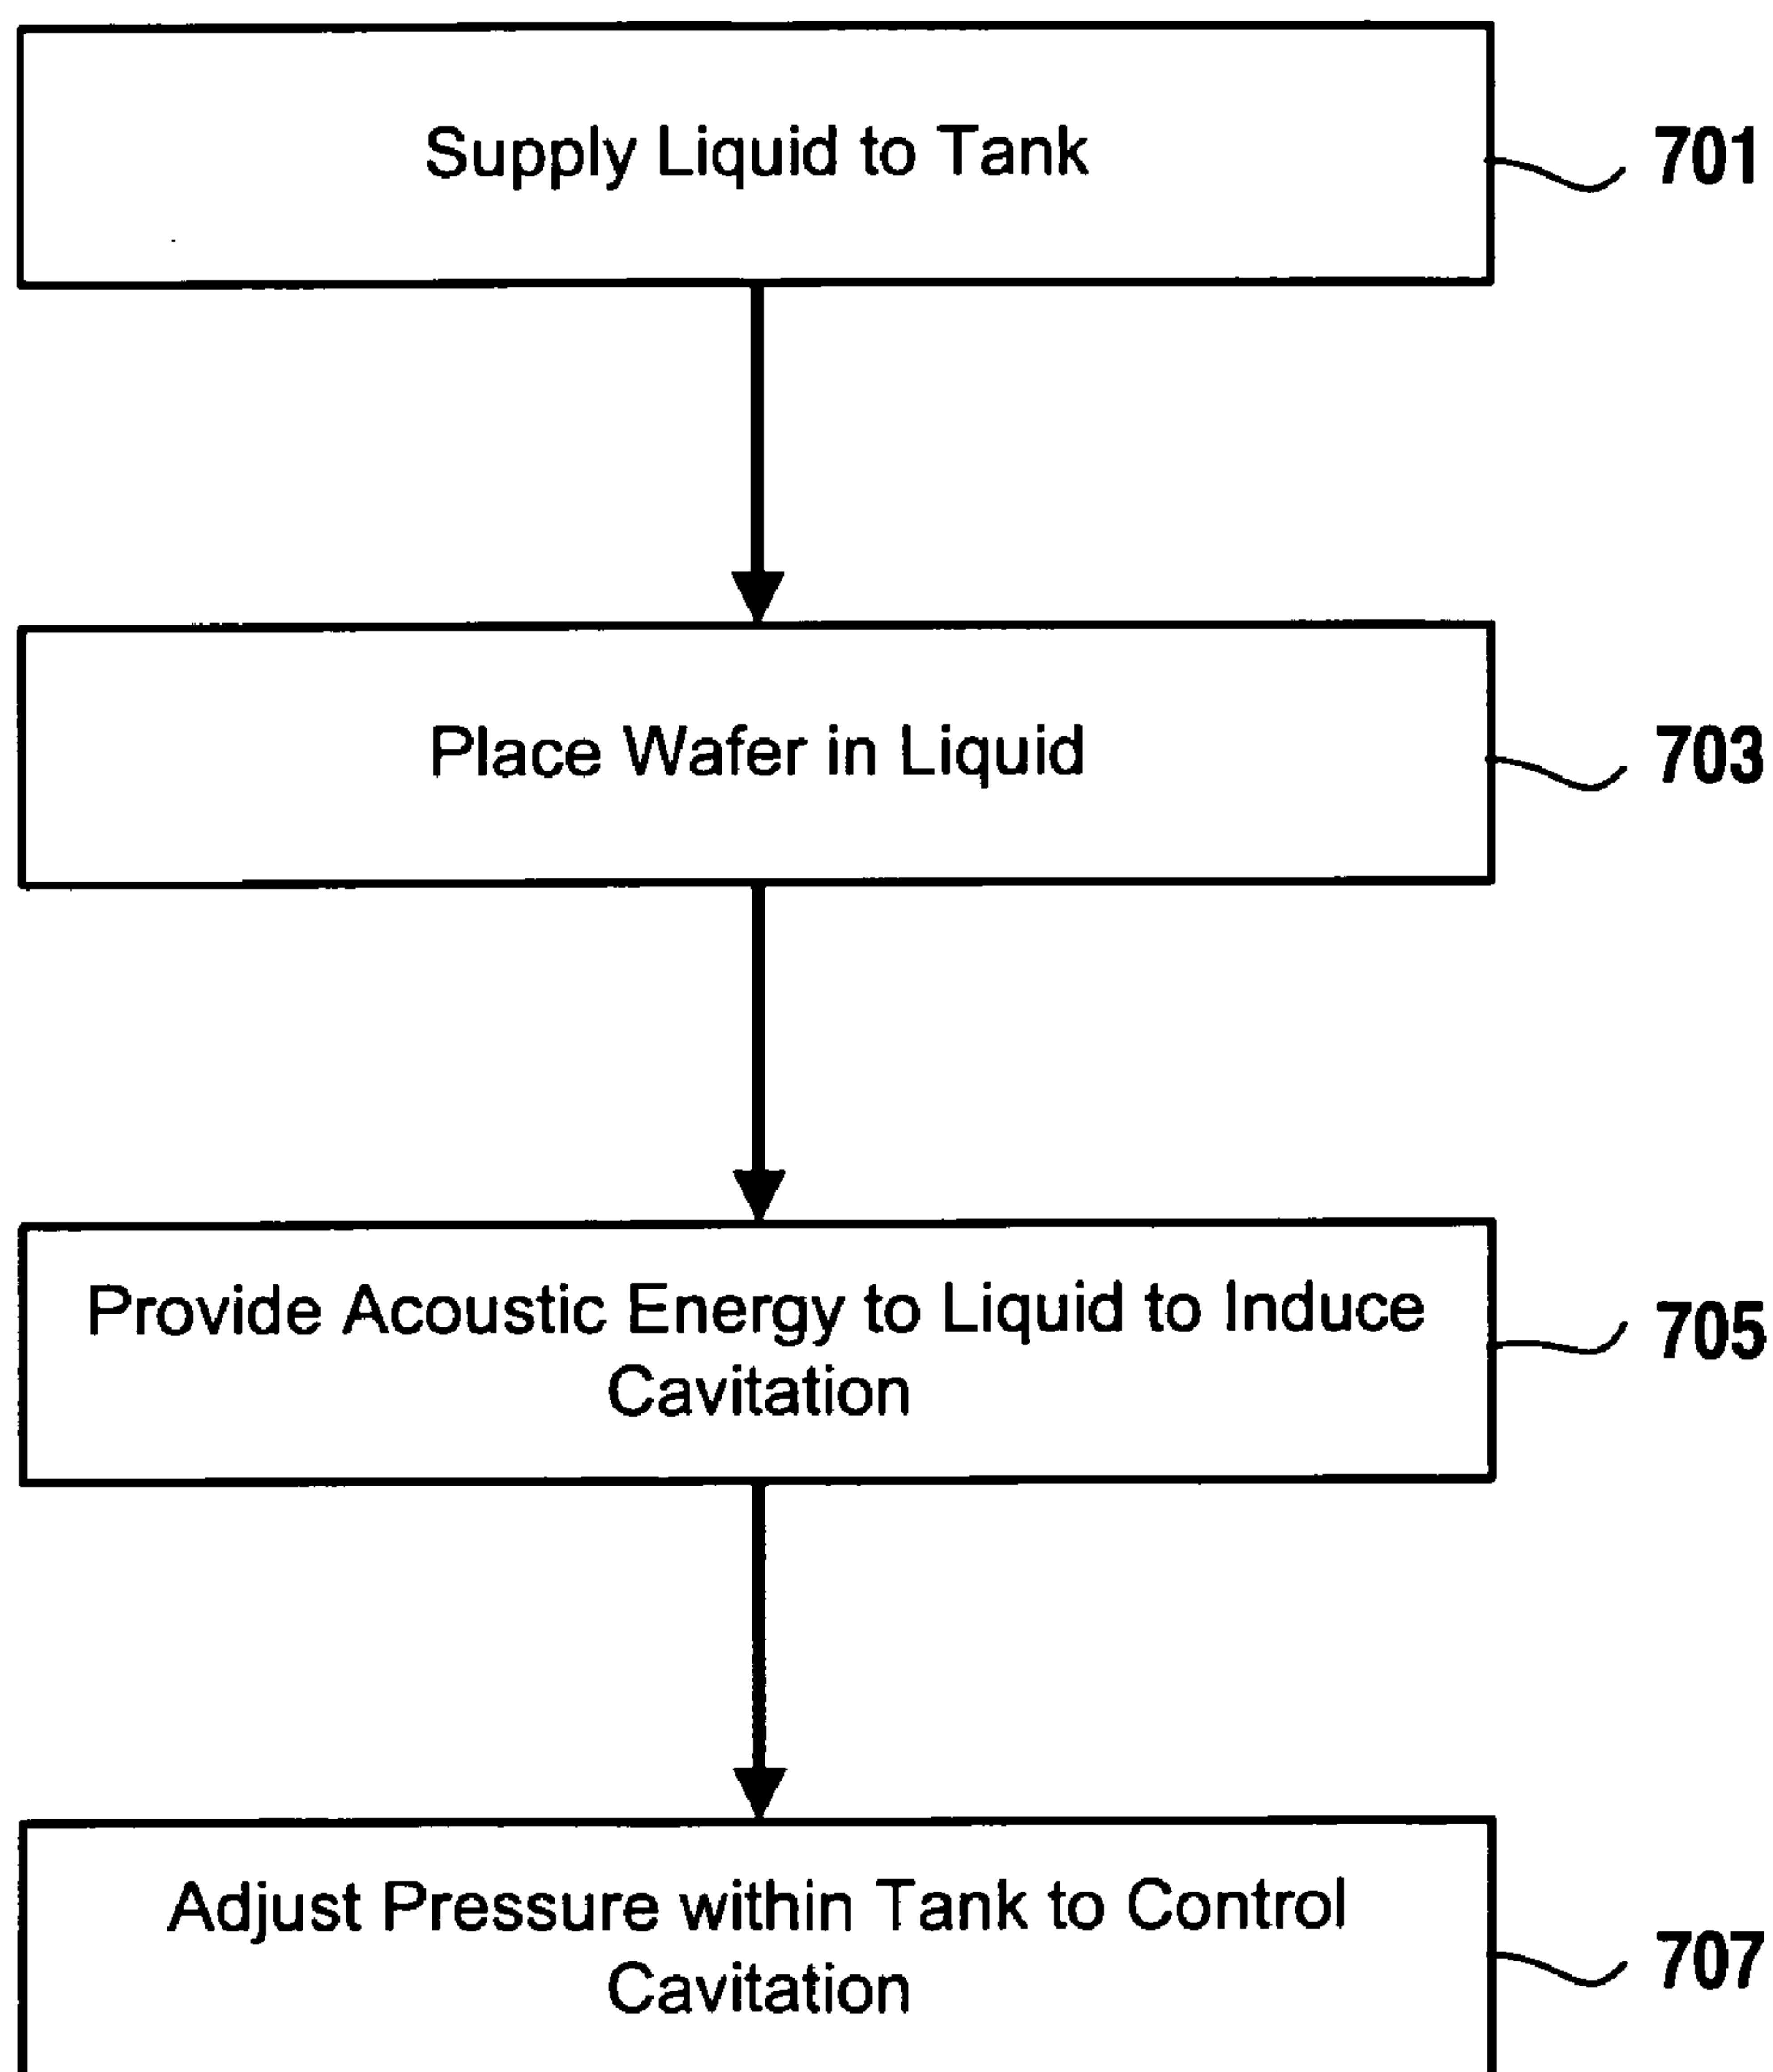 Supply Liquid to Tank
701
Place Wafer in Liquid
703
Provide Acoustic Energy to Liquid to Induce
Cavitation
705
Adjust Pressure within Tank to Control
Cavitation
707